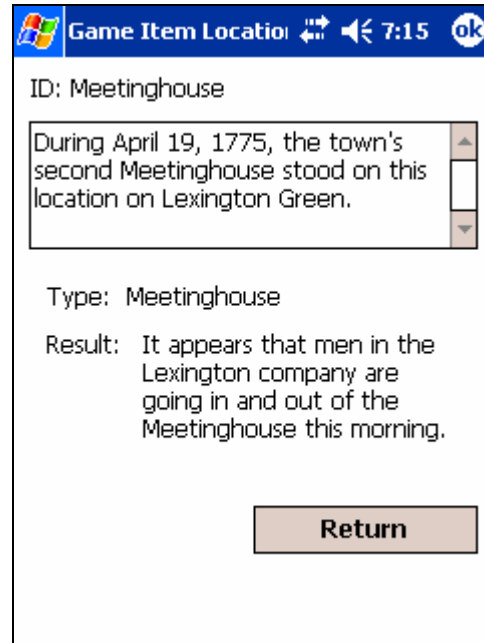 Game Item Locatio 7:15 ok
ID: Meetinghouse
During April 19, 1775, the town's
second Meetinghouse stood on this
location on Lexington Green.
Type: Meetinghouse
Result: It appears that men in the
Lexington company are
going in and out of the
Meetinghouse this morning.
Return